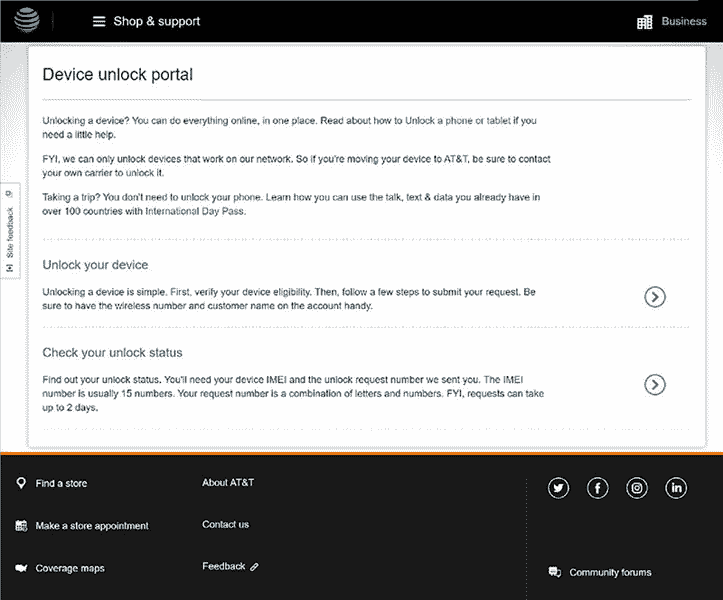 Shop & support
Business
Device unlock portal
Unlocking a device? You can do everything online, in one place. Read about how to Unlock a phone or tablet if you
need a little help.
FYI, we can only unlock devices that work on our network. So if you're moving your device to AT&T, be sure to contact
your own carrier to unlock it.
Taking a trip? You don't need to unlock your phone. Learn how you can use the talk, text & data you already have in
over 100 countries with International Day Pass.
Site feedback
Unlock your device
Unlocking a device is simple. First, verify your device eligibility. Then, follow a few steps to submit your request. Be
sure to have the wireless number and customer name on the account handy.
Check your unlock status
Find out your unlock status. You'll need your device IMEI and the unlock request number we sent you. The IMEI
number is usually 15 numbers. Your request number is a combination of letters and numbers. FYI, requests can take
up to 2 days.
Find a store
About AT&T
Make a store appointment
Contact us
Coverage maps
Feedback
Community forums